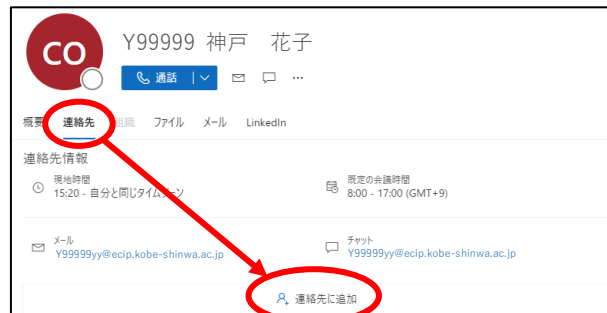 CO
Y99999 神戸 花子
通話
概要 連絡先 組織 ファイル メール LinkedIn
連絡先情報
現地時間
15:20 - 自分と同じタイムゾーン
既定の会議時間
8:00 - 17:00 (GMT+9)
メール
Y99999yy@ecip.kobe-shinwa.ac.jp
チャット
Y99999yy@ecip.kobe-shinwa.ac.jp
連絡先に追加